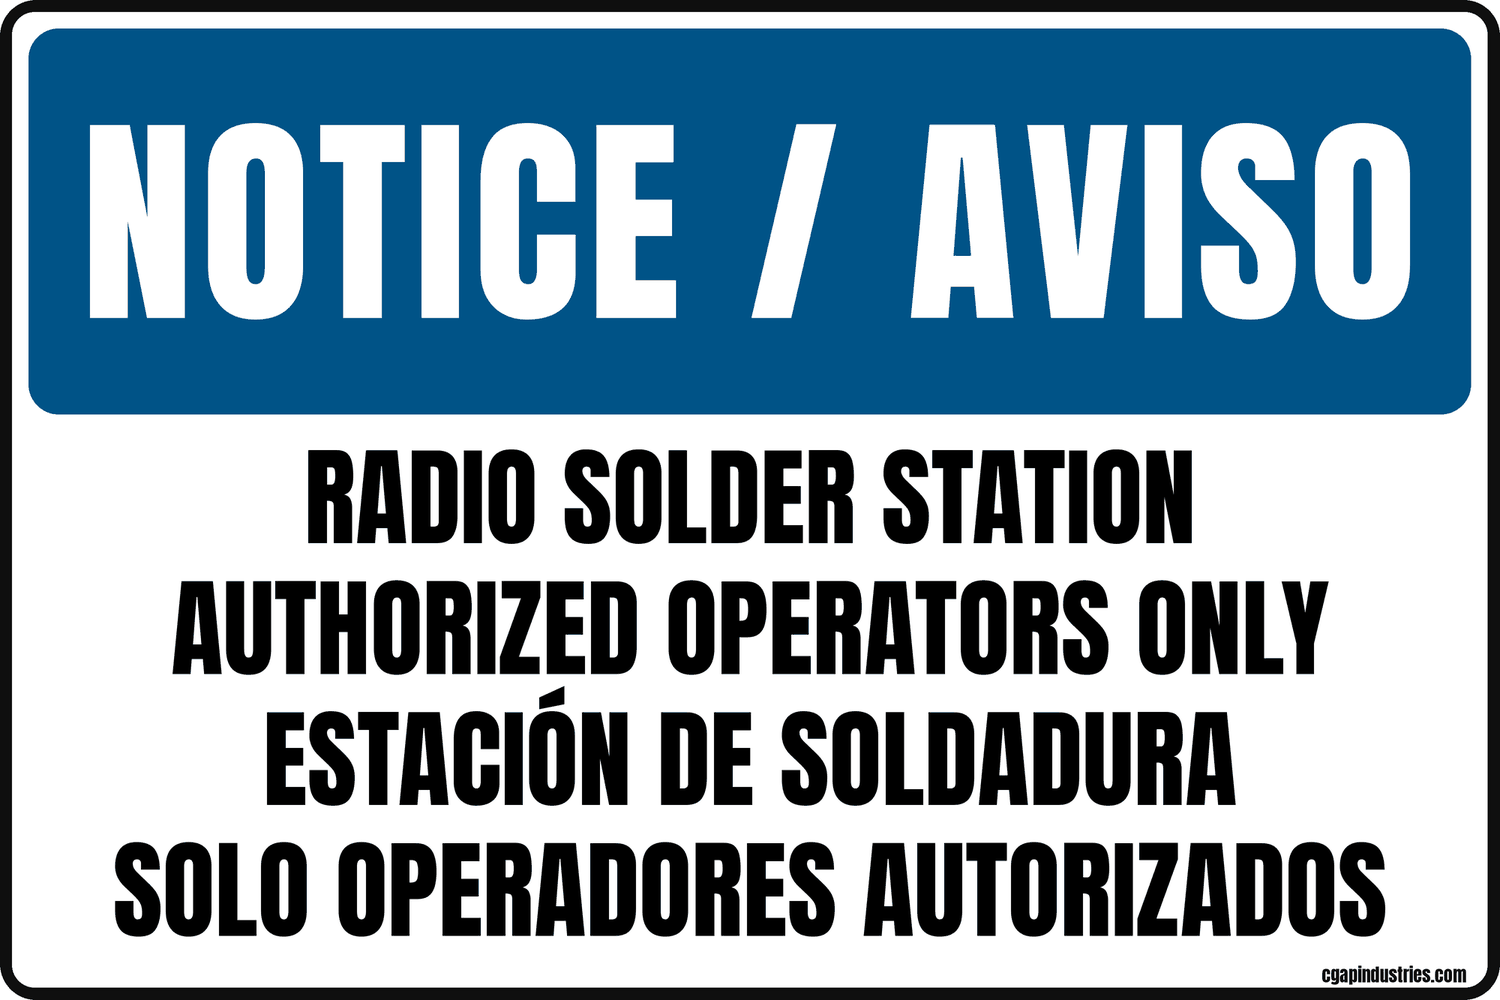 NOTICE / AVISO
RADIO SOLDER STATION
AUTHORIZED OPERATORS ONLY
ESTACIÓN DE SOLDADURA
SOLO OPERADORES AUTORIZADOS
cgapindustries.com